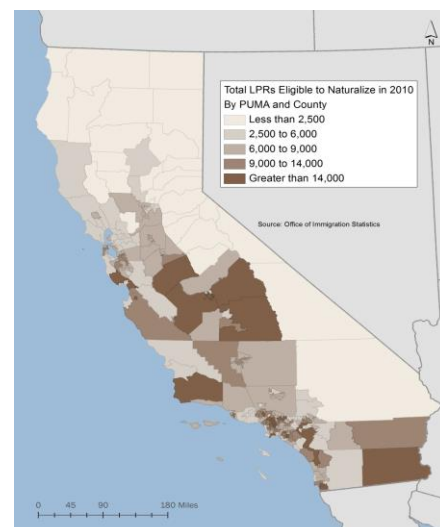 N
Total LPRs Eligible to Naturalize in 2010
By PUMA and County
Less than 2,500
2,500 to 6,000
6,000 to 9,000
9,000 to 14,000
Greater than 14,000
Source: Office of Immigration Statistics
0 45 90 180 Miles